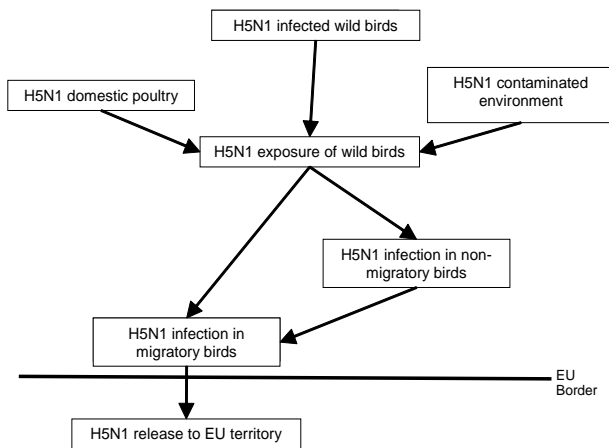 H5N1 infected wild birds
H5N1 domestic poultry
H5N1 contaminated
environment
H5N1 exposure of wild birds
H5N1 infection in non-
migratory birds
H5N1 infection in
migratory birds
EU
Border
H5N1 release to EU territory